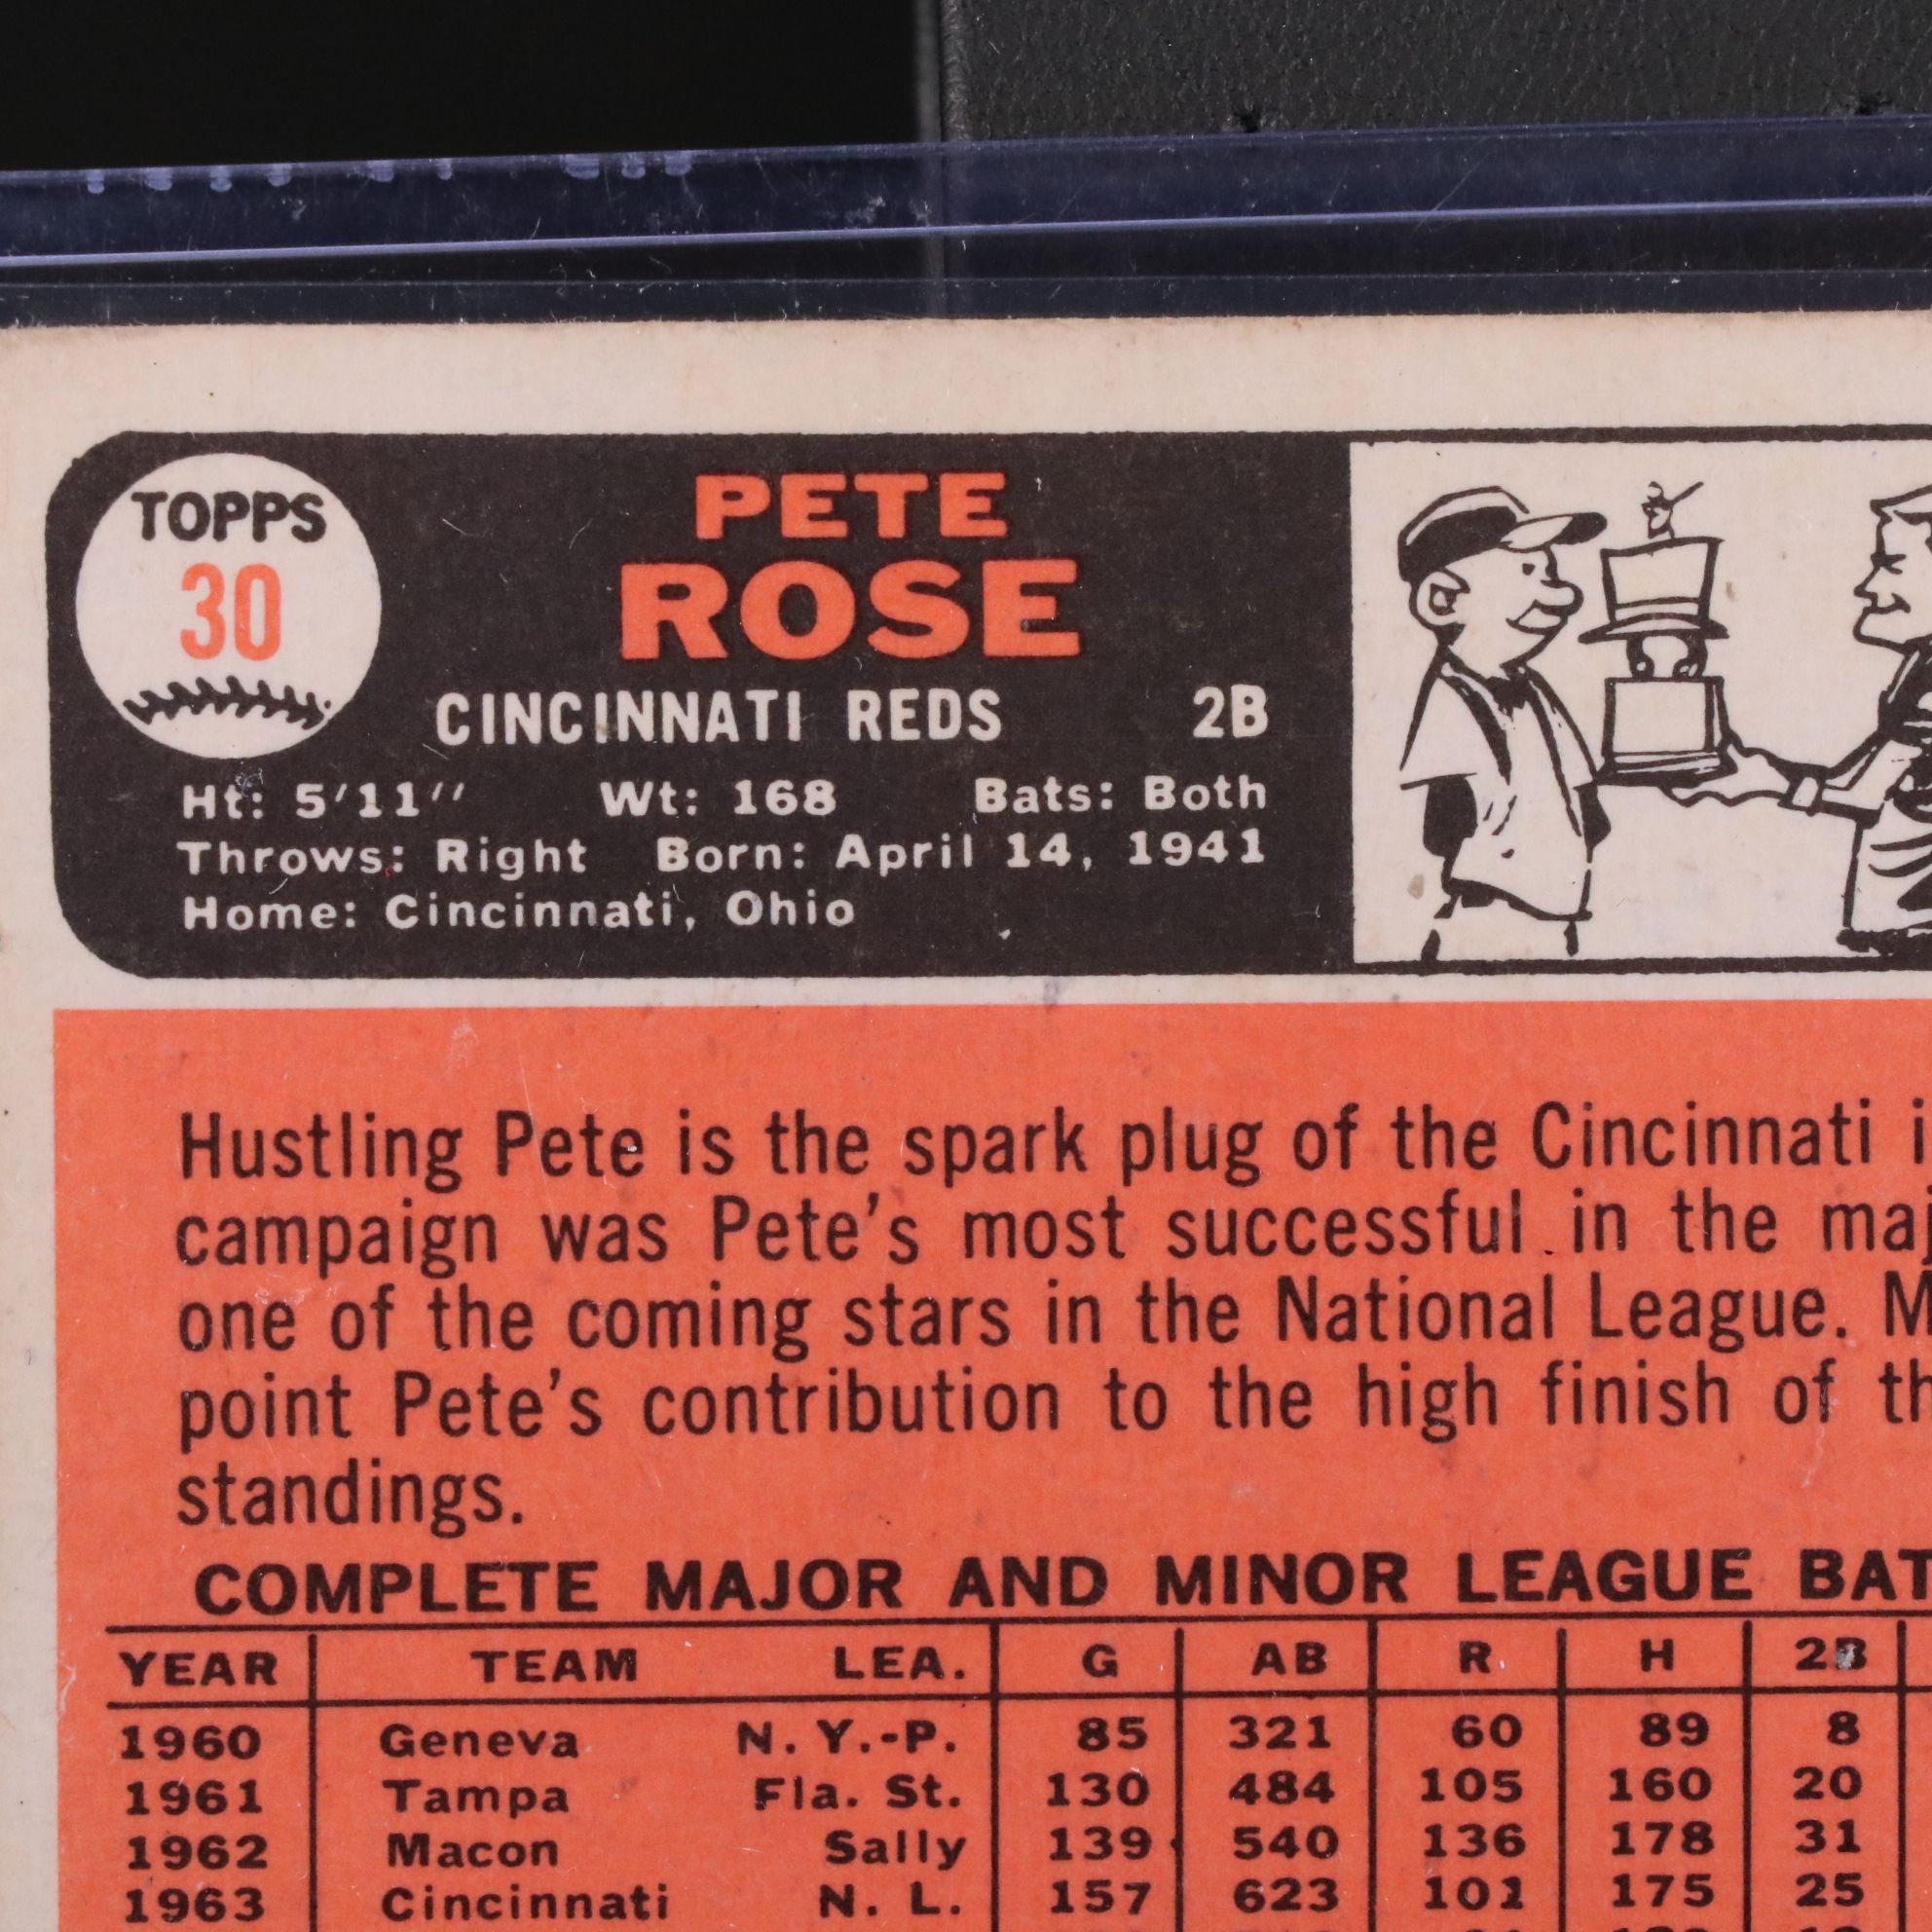 TOPPS
30
PETE
ROSE
CINCINNATI REDS 2B
Ht: 5'11'' Wt: 168 Bats: Both
Throws: Right Born: April 14, 1941
Home: Cincinnati, Ohio
Hustling Pete is the spark plug of the Cincinnati
campaign was Pete's most successful in the
one of the coming stars in the National League.
point Pete's contribution to the high finish of
standings.
COMPLETE MAJOR AND MINOR LEAGUE
YEAR TEAM LEA. G AB R H 2B
1960 Geneva N.Y.-P. 85 321 60 89 8
1961 Tampa Fla. St. 130 484 105 160 20
1962 Macon Sally 139 540 136 178 31
1963 Cincinnati N. L. 157 623 101 175 25